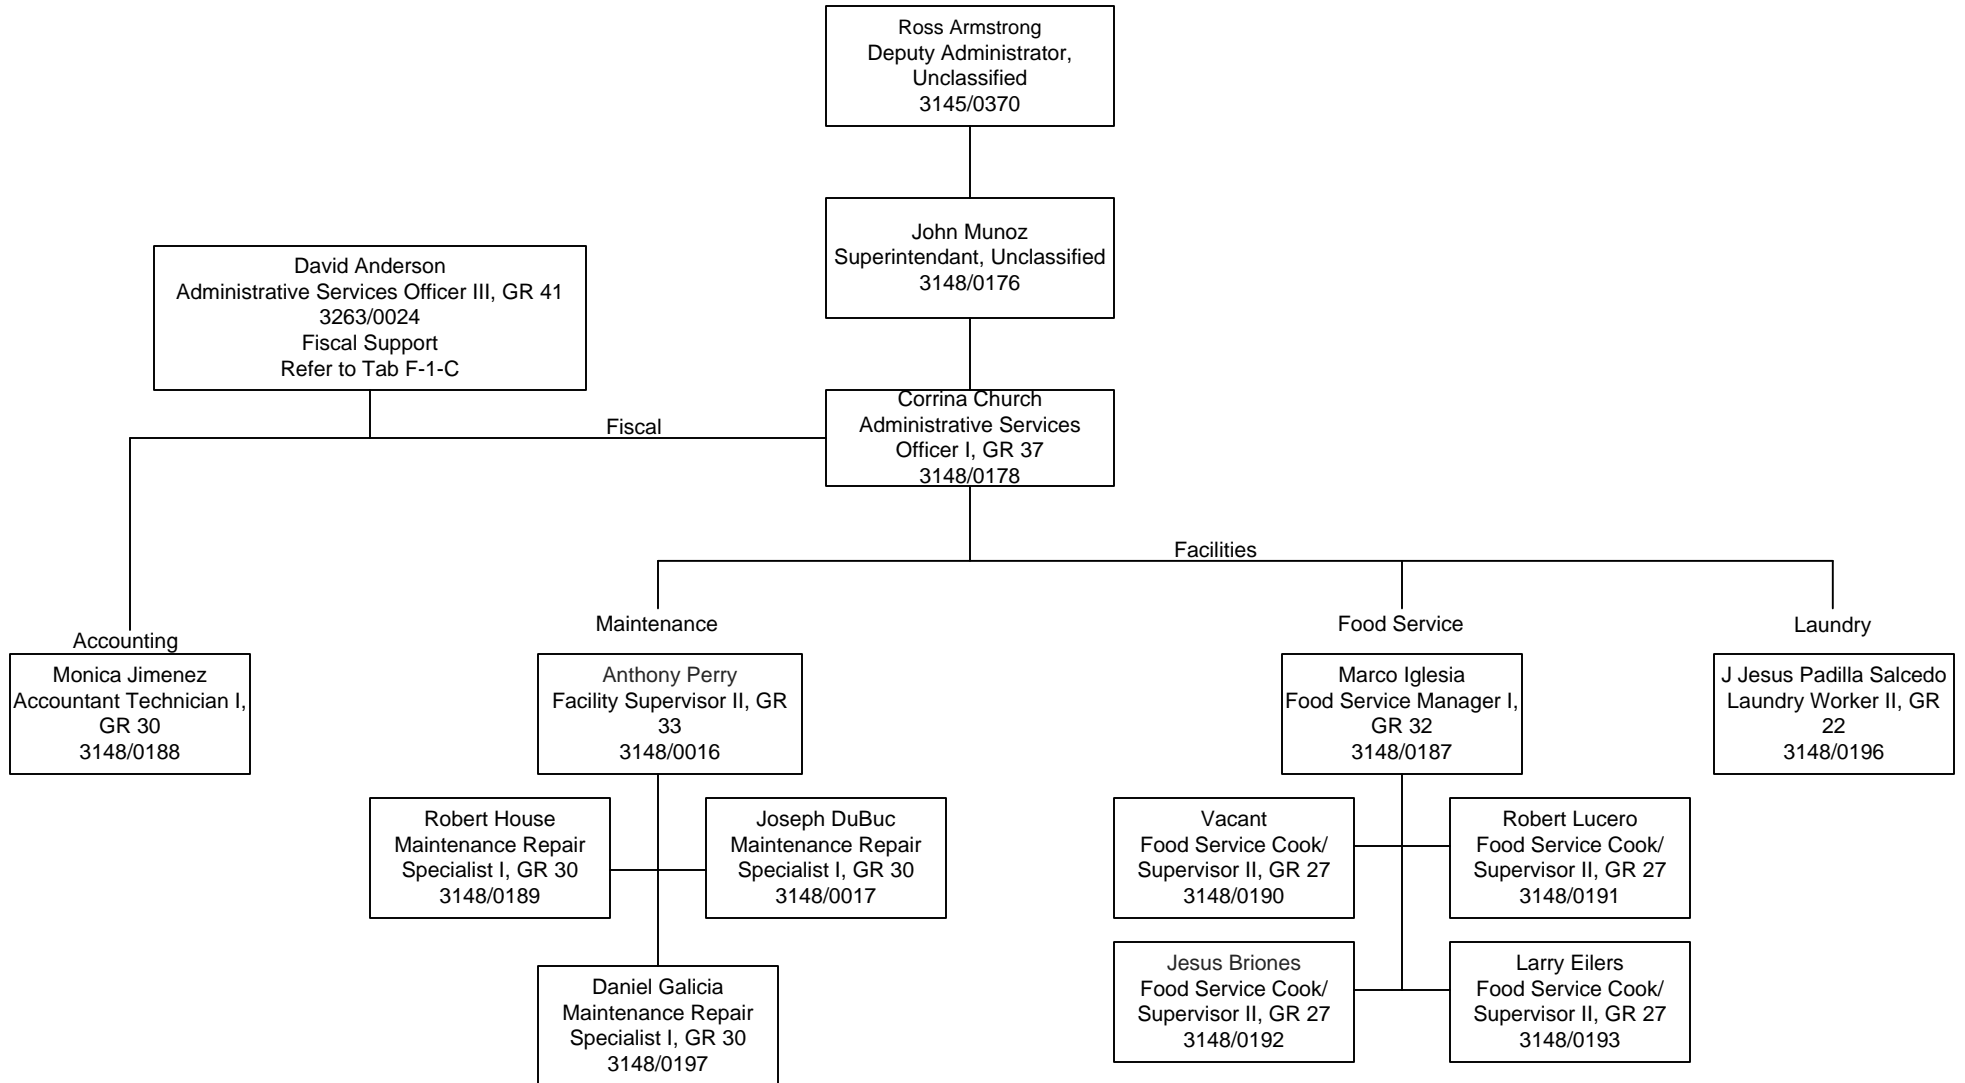 Ross Armstrong
Deputy Administrator,
Unclassified
3145/0370
John Munoz
Superintendant, Unclassified
3148/0176
David Anderson
Administrative Services Officer III, GR 41
3263/0024
Fiscal Support
Refer to Tab F-1-C
Corrina Church
Administrative Services
Officer I, GR 37
3148/0178
Fiscal
Facilities
Accounting
Monica Jimenez
Accountant Technician I,
GR 30
3148/0188
Maintenance
Anthony Perry
Facility Supervisor II, GR
33
3148/0016
Robert House
Maintenance Repair
Specialist I, GR 30
3148/0189
Joseph DuBuc
Maintenance Repair
Specialist I, GR 30
3148/0017
Daniel Galicia
Maintenance Repair
Specialist I, GR 30
3148/0197
Food Service
Marco Iglesia
Food Service Manager I,
GR 32
3148/0187
Vacant
Food Service Cook/
Supervisor II, GR 27
3148/0190
Robert Lucero
Food Service Cook/
Supervisor II, GR 27
3148/0191
Jesus Briones
Food Service Cook/
Supervisor II, GR 27
3148/0192
Larry Eilers
Food Service Cook/
Supervisor II, GR 27
3148/0193
Laundry
J Jesus Padilla Salcedo
Laundry Worker II, GR
22
3148/0196